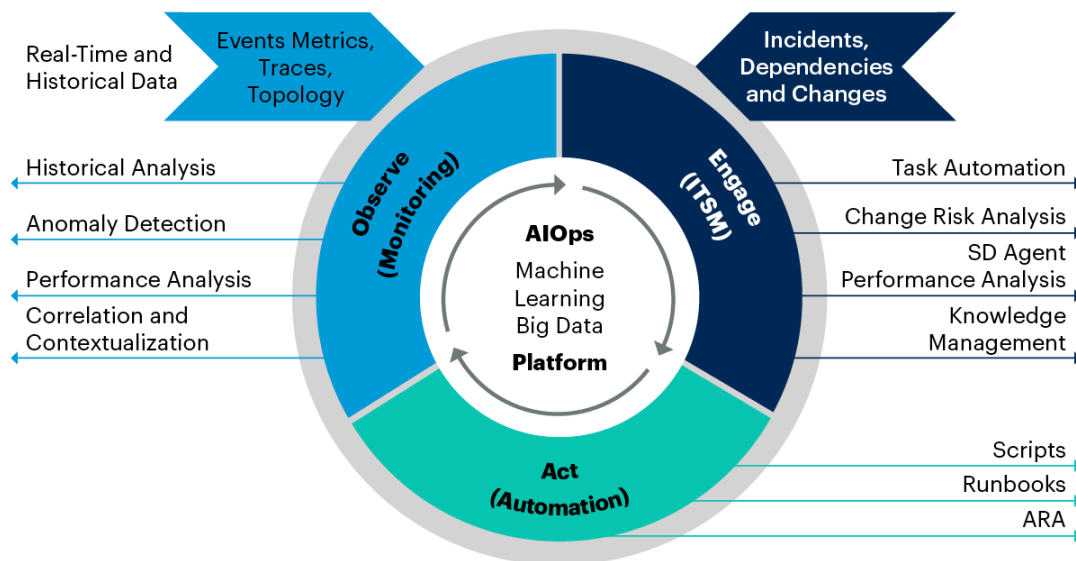 Real-Time and
Historical Data
Events Metrics,
Traces,
Topology
Incidents,
Dependencies
and Changes
Historical Analysis
Anomaly Detection
Performance Analysis
Correlation and
Contextualization
Observe
(Monitoring)
Engage
(ITSM)
AIOps
Machine
Learning
Big Data
Platform
Act
(Automation)
Task Automation
Change Risk Analysis
SD Agent
Performance Analysis
Knowledge
Management
Scripts
Runbooks
ARA